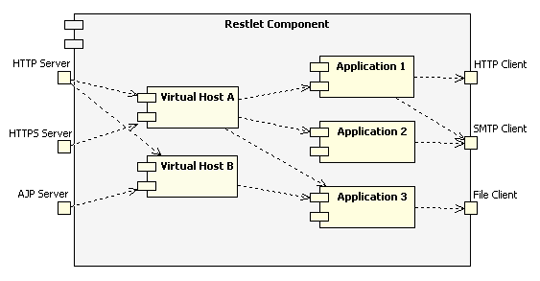 Restlet Component
HTTP Server
Application 1
HTTP Client
Virtual Host A
Application 2
SMTP Client
HTTPS Server
Virtual Host B
AJP Server
Application 3
File Client